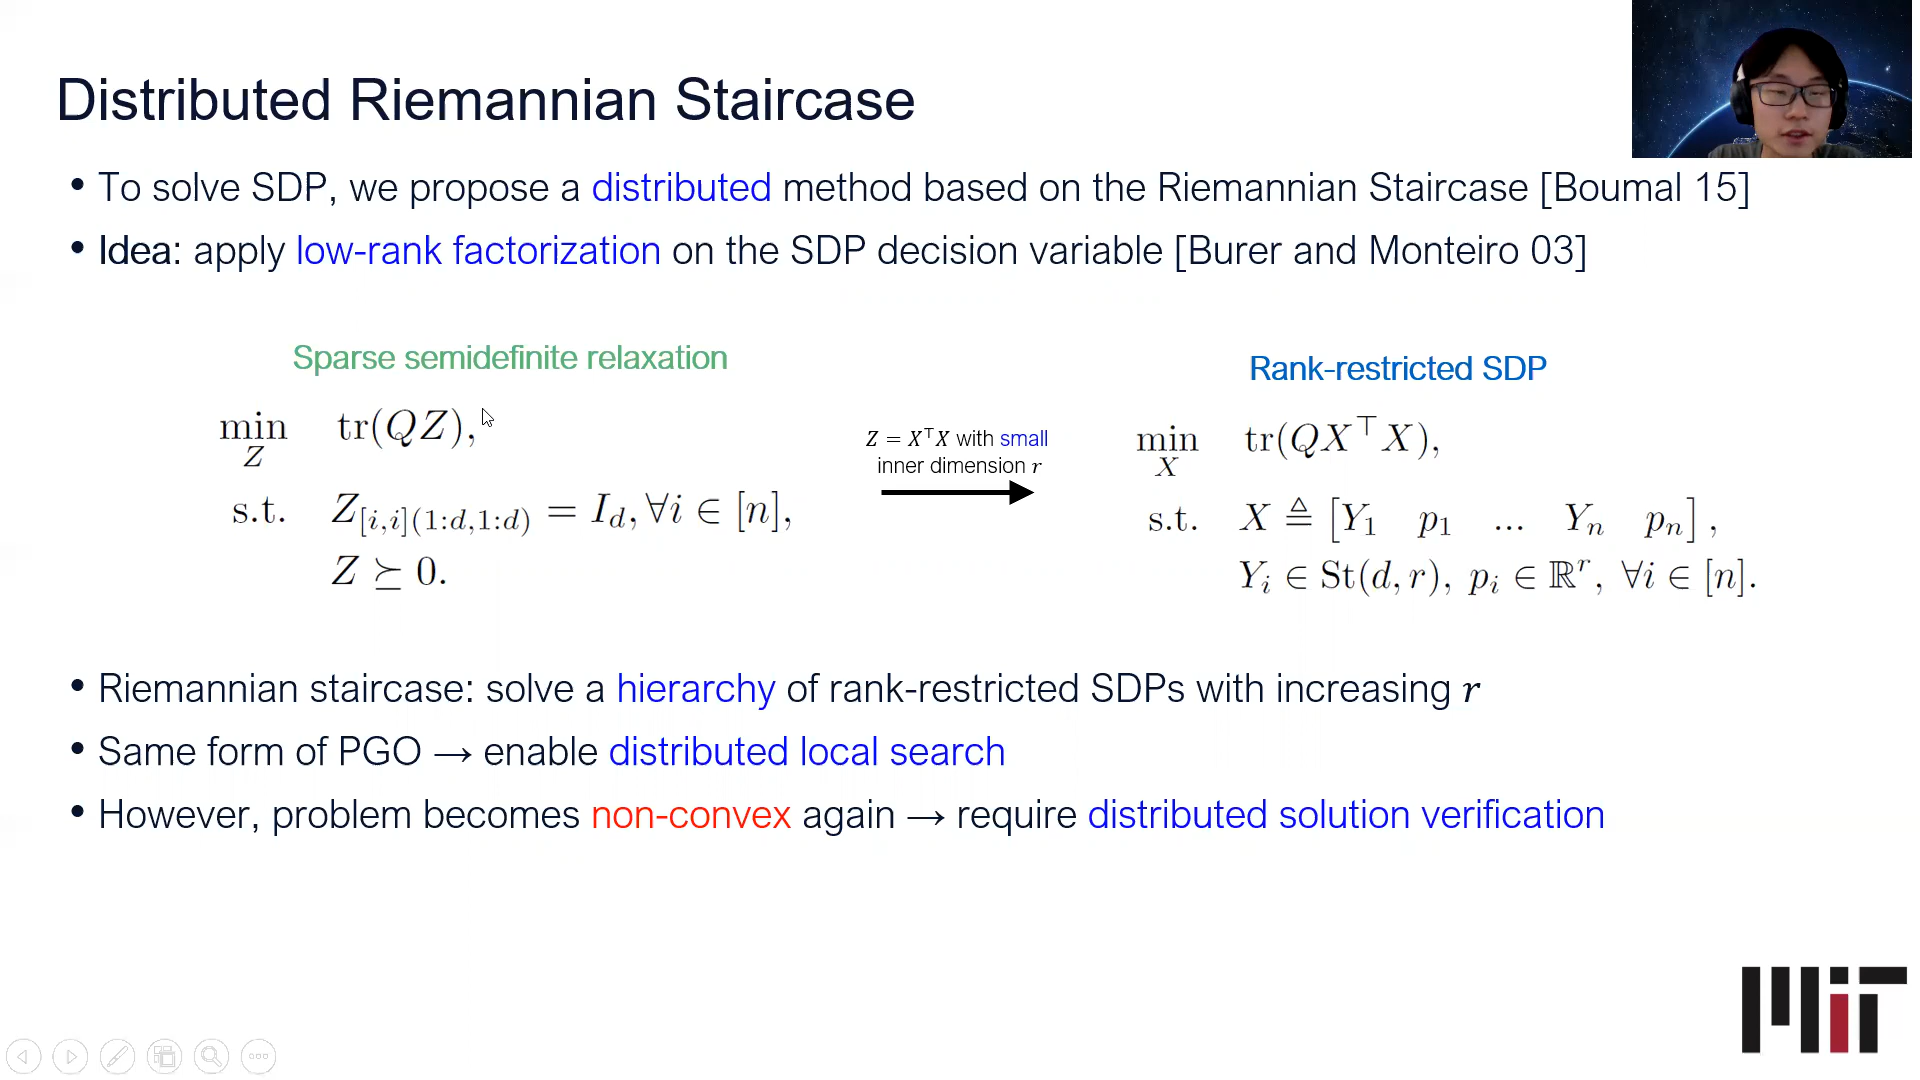 Distributed Riemannian Staircase
• To solve SDP, we propose a distributed method based on the Riemannian Staircase [Boumal 15]
• Idea: apply low-rank factorization on the SDP decision variable [Burer and Monteiro 03]
Sparse semidefinite relaxation
min_Z tr(QZ),
s.t. Z_{[i,i](1:d,1:d)} = I_d, ∀i ∈ [n],
Z ⪰ 0.
Z = X^⊤X with small
inner dimension r
Rank-restricted SDP
min_X tr(QX^⊤X),
s.t. X ≜ [Y_1 p_1 ... Y_n p_n],
Y_i ∈ St(d, r), p_i ∈ ℝ^r, ∀i ∈ [n].
• Riemannian staircase: solve a hierarchy of rank-restricted SDPs with increasing r
• Same form of PGO → enable distributed local search
• However, problem becomes non-convex again → require distributed solution verification
MIT